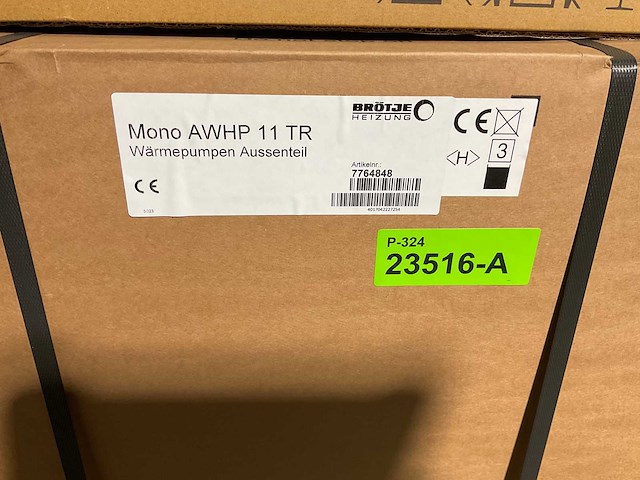 BRÖTJE
HEIZUNG
Mono AWHP 11 TR
Wärmepumpen Aussenteil
Artikelnr.:
7764848
CE
CE
<H>
3
P-324
23516-A